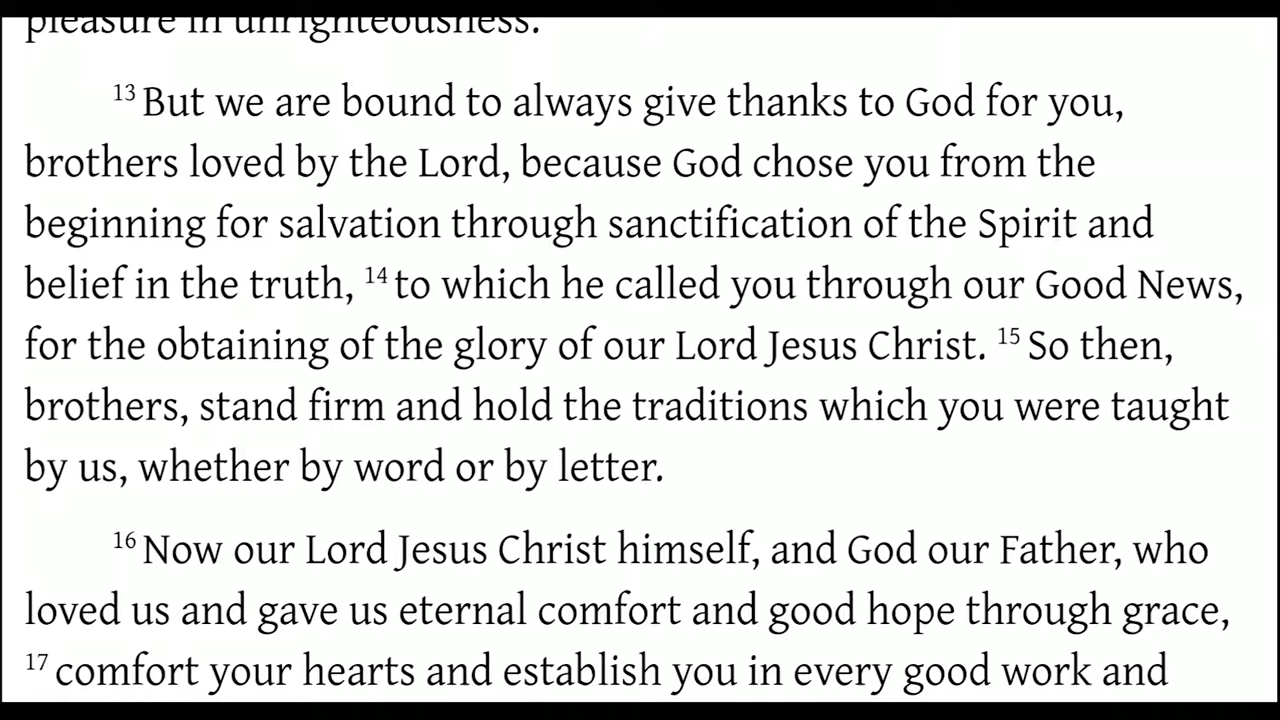 pleasure in unrighteousness.
13 But we are bound to always give thanks to God for you,
brothers loved by the Lord, because God chose you from the
beginning for salvation through sanctification of the Spirit and
belief in the truth, 14 to which he called you through our Good News,
for the obtaining of the glory of our Lord Jesus Christ. 15 So then,
brothers, stand firm and hold the traditions which you were taught
by us, whether by word or by letter.
16 Now our Lord Jesus Christ himself, and God our Father, who
loved us and gave us eternal comfort and good hope through grace,
17 comfort your hearts and establish you in every good work and